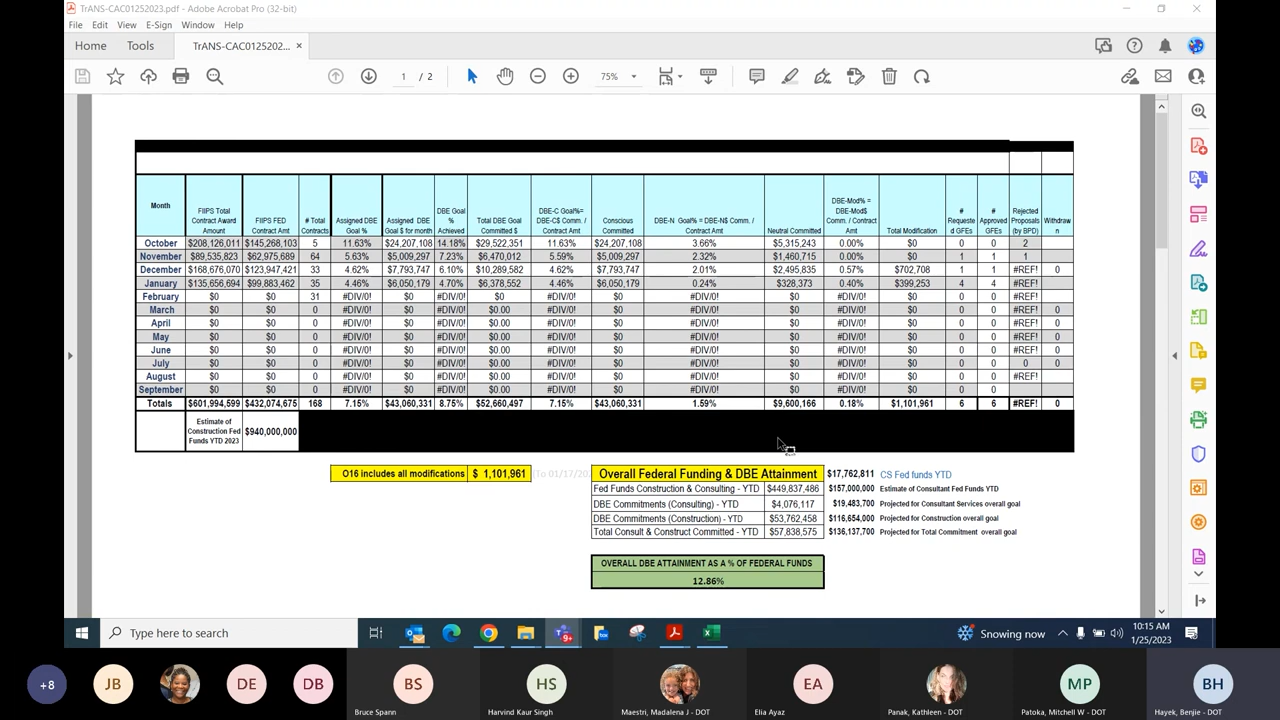 TrANS-CAC01252023.pdf - Adobe Acrobat Pro (32-bit)
File Edit View E-Sign Window Help
Home Tools TrANS-CAC0125202... ×
1 / 2 75%
Month FIIPS Total Contract Award Amount FIIPS FED Contract Amt # Total Contracts Assigned DBE Goal % Assigned DBE Goal $ for month DBE Goal % Achieved Total DBE Goal Committed $ DBE-C Goal%= DBE-C$ Comm. / Contract Amt Conscious Committed DBE-N Goal% = DBE-N$ Comm. / Contract Amt Neutral Committed DBE-Mod% = DBE-Mod$ Comm. / Contract Amt Total Modification # Requeste d GFEs # Approved GFEs Rejected Proposals (by BPD) Withdraw n
October $208,126,011 $145,268,103 5 11.63% $24,207,108 14.18% $29,522,351 11.63% $24,207,108 3.66% $5,315,243 0.00% $0 0 0 2
November $89,535,823 $62,975,689 64 5.63% $5,009,297 7.23% $6,470,012 5.59% $5,009,297 2.32% $1,460,715 0.00% $0 1 1 1
December $168,676,070 $123,947,421 33 4.62% $7,793,747 6.10% $10,289,582 4.62% $7,793,747 2.01% $2,495,835 0.57% $702,708 1 1 #REF! 0
January $135,656,694 $99,883,462 35 4.46% $6,050,179 4.70% $6,378,552 4.46% $6,050,179 0.24% $328,373 0.40% $399,253 4 4 #REF!
February $0 $0 31 #DIV/0! $0 #DIV/0! $0 #DIV/0! $0 #DIV/0! $0 #DIV/0! $0 0 0 #REF!
March $0 $0 0 #DIV/0! $0 #DIV/0! $0.00 #DIV/0! $0 #DIV/0! $0 #DIV/0! $0 0 0 #REF! 0
April $0 $0 0 #DIV/0! $0 #DIV/0! $0.00 #DIV/0! $0 #DIV/0! $0 #DIV/0! $0 0 0 #REF! 0
May $0 $0 0 #DIV/0! $0 #DIV/0! $0.00 #DIV/0! $0 #DIV/0! $0 #DIV/0! $0 0 0 #REF! 0
June $0 $0 0 #DIV/0! $0 #DIV/0! $0.00 #DIV/0! $0 #DIV/0! $0 #DIV/0! $0 0 0 #REF! 0
July $0 $0 0 #DIV/0! $0 #DIV/0! $0.00 #DIV/0! $0 #DIV/0! $0 #DIV/0! $0 0 0 0 0
August $0 $0 0 #DIV/0! $0 #DIV/0! $0.00 #DIV/0! $0 #DIV/0! $0 #DIV/0! $0 0 0 #REF!
September $0 $0 0 #DIV/0! $0 #DIV/0! $0.00 #DIV/0! $0 #DIV/0! $0 #DIV/0! $0 0 0
Totals $601,994,599 $432,074,675 168 7.15% $43,060,331 8.75% $52,660,497 7.15% $43,060,331 1.59% $9,600,166 0.18% $1,101,961 6 6 #REF! 0
Estimate of Construction Fed Funds YTD 2023 $940,000,000
O16 includes all modifications $ 1,101,961 (To 01/17/20 Overall Federal Funding & DBE Attainment $17,762,811 CS Fed funds YTD
Fed Funds Construction & Consulting - YTD $449,837,486 $157,000,000 Estimate of Consultant Fed Funds YTD
DBE Commitments (Consulting) - YTD $4,076,117 $19,483,700 Projected for Consultant Services overall goal
DBE Commitments (Construction) - YTD $53,762,458 $116,654,000 Projected for Construction overall goal
Total Consult & Construct Committed - YTD $57,838,575 $136,137,700 Projected for Total Commitment overall goal
OVERALL DBE ATTAINMENT AS A % OF FEDERAL FUNDS
12.86%
Type here to search 9+ Snowing now 10:15 AM
1/25/2023
+8 JB DE DB BS HS EA MP BH
Bruce Spann Harvind Kaur Singh Maestri, Madalena J - DOT Elia Ayaz Panak, Kathleen - DOT Patoka, Mitchell W - DOT Hayek, Benjie - DOT